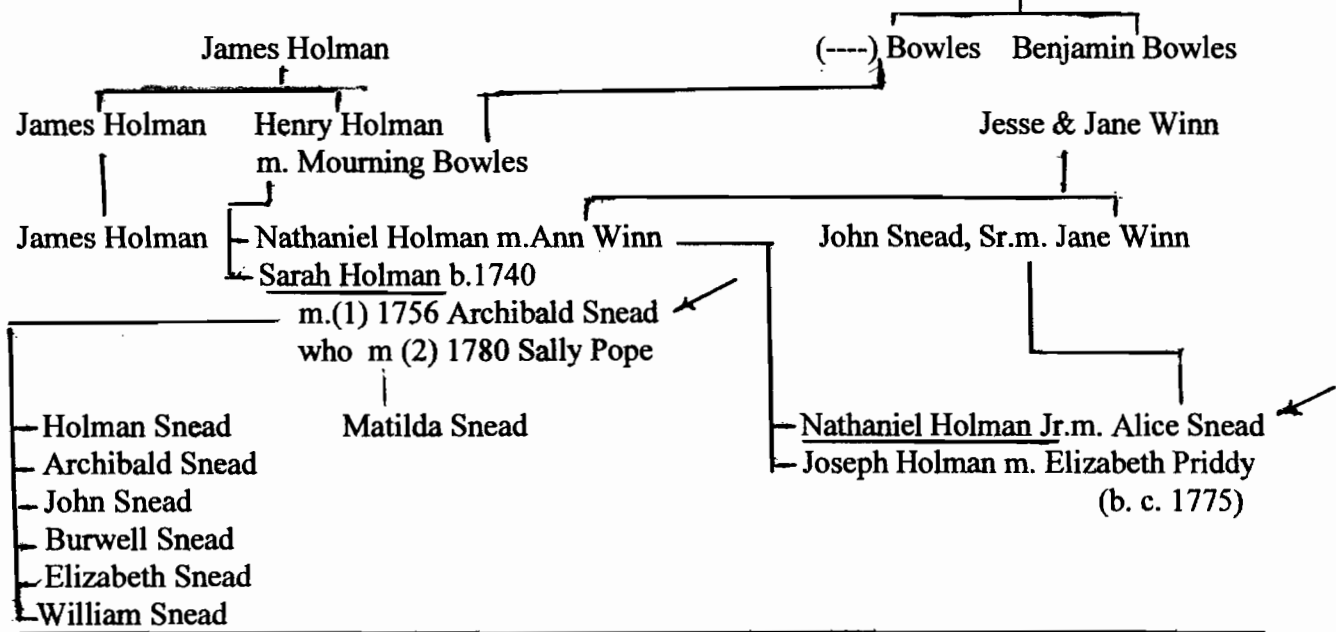 James Holman
(----) Bowles Benjamin Bowles
James Holman Henry Holman
m. Mourning Bowles
Jesse & Jane Winn
James Holman Nathaniel Holman m.Ann Winn John Snead, Sr.m. Jane Winn
Sarah Holman b.1740
m.(1) 1756 Archibald Snead
who m (2) 1780 Sally Pope
Holman Snead Matilda Snead Nathaniel Holman Jr.m. Alice Snead
Archibald Snead Joseph Holman m. Elizabeth Priddy
John Snead (b. c. 1775)
Burwell Snead
Elizabeth Snead
William Snead